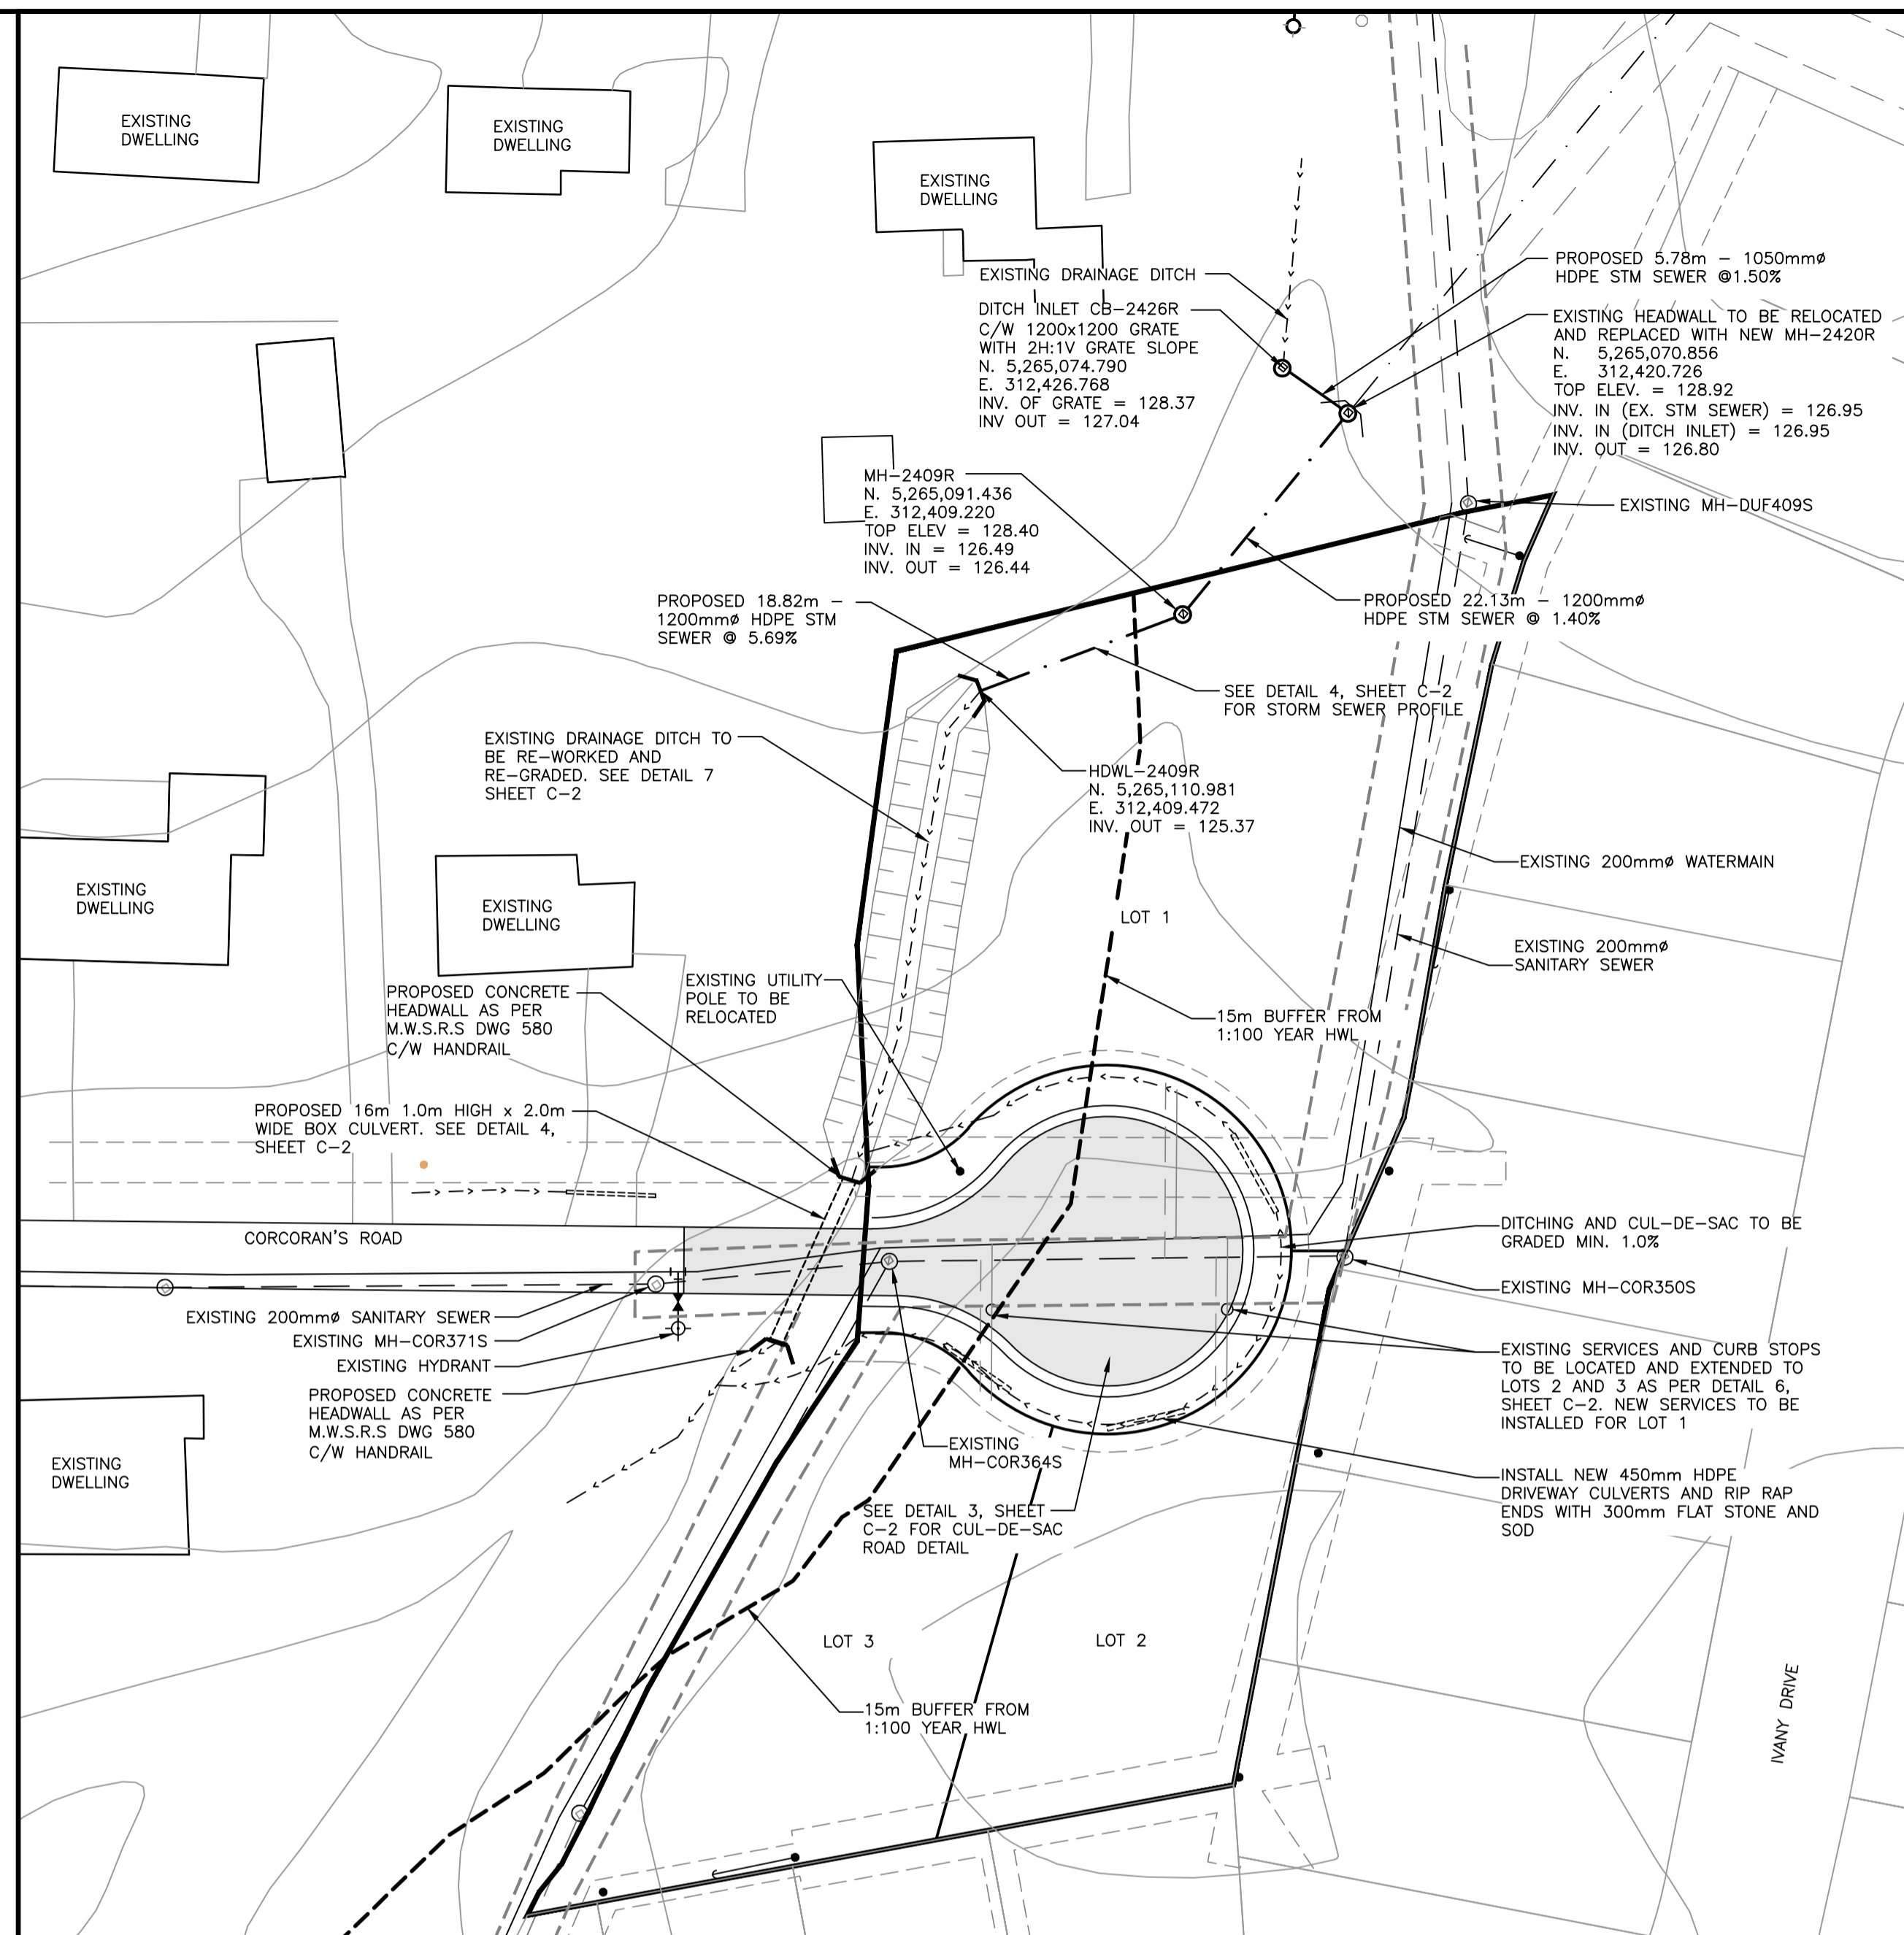 EXISTING
DWELLING
EXISTING
DWELLING
EXISTING
DWELLING
EXISTING DRAINAGE DITCH
DITCH INLET CB-2426R
C/W 1200x1200 GRATE
WITH 2H:1V GRATE SLOPE
N. 5,265,074.790
E. 312,426.768
INV. OF GRATE = 128.37
INV OUT = 127.04
PROPOSED 5.78m - 1050mmø
HDPE STM SEWER @1.50%
EXISTING HEADWALL TO BE RELOCATED
AND REPLACED WITH NEW MH-2420R
N. 5,265,070.856
E. 312,420.726
TOP ELEV. = 128.92
INV. IN (EX. STM SEWER) = 126.95
INV. IN (DITCH INLET) = 126.95
INV. OUT = 126.80
MH-2409R
N. 5,265,091.436
E. 312,409.220
TOP ELEV = 128.40
INV. IN = 126.49
INV. OUT = 126.44
EXISTING MH-DUF409S
PROPOSED 18.82m -
1200mmø HDPE STM
SEWER @ 5.69%
PROPOSED 22.13m - 1200mmø
HDPE STM SEWER @ 1.40%
SEE DETAIL 4, SHEET C-2
FOR STORM SEWER PROFILE
EXISTING DRAINAGE DITCH TO
BE RE-WORKED AND
RE-GRADED. SEE DETAIL 7
SHEET C-2
HDWL-2409R
N. 5,265,110.981
E. 312,409.472
INV. OUT = 125.37
EXISTING 200mmø WATERMAIN
EXISTING
DWELLING
EXISTING
DWELLING
LOT 1
EXISTING 200mmø
SANITARY SEWER
PROPOSED CONCRETE
HEADWALL AS PER
M.W.S.R.S DWG 580
C/W HANDRAIL
EXISTING UTILITY
POLE TO BE
RELOCATED
15m BUFFER FROM
1:100 YEAR HWL
PROPOSED 16m 1.0m HIGH x 2.0m
WIDE BOX CULVERT. SEE DETAIL 4,
SHEET C-2
CORCORAN'S ROAD
DITCHING AND CUL-DE-SAC TO BE
GRADED MIN. 1.0%
EXISTING MH-COR350S
EXISTING 200mmø SANITARY SEWER
EXISTING MH-COR371S
EXISTING HYDRANT
PROPOSED CONCRETE
HEADWALL AS PER
M.W.S.R.S DWG 580
C/W HANDRAIL
EXISTING SERVICES AND CURB STOPS
TO BE LOCATED AND EXTENDED TO
LOTS 2 AND 3 AS PER DETAIL 6,
SHEET C-2. NEW SERVICES TO BE
INSTALLED FOR LOT 1
EXISTING
MH-COR364S
EXISTING
DWELLING
INSTALL NEW 450mm HDPE
DRIVEWAY CULVERTS AND RIP RAP
ENDS WITH 300mm FLAT STONE AND
SOD
SEE DETAIL 3, SHEET
C-2 FOR CUL-DE-SAC
ROAD DETAIL
LOT 3
LOT 2
15m BUFFER FROM
1:100 YEAR HWL
IVANY DRIVE